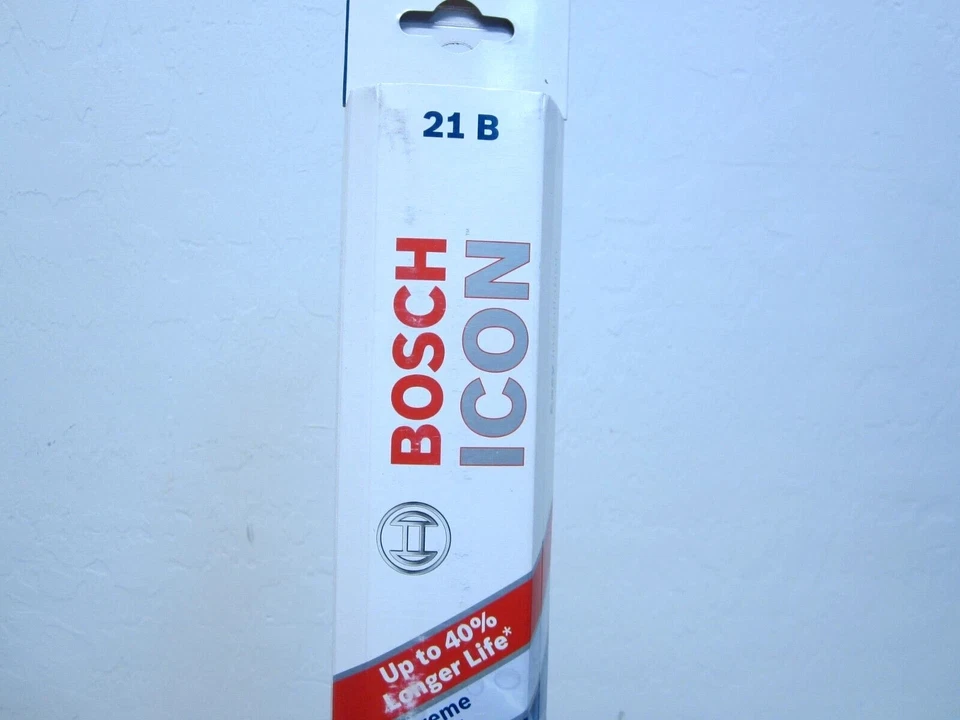 21 B
BOSCH
ICON
Up to 40%
Longer Life*